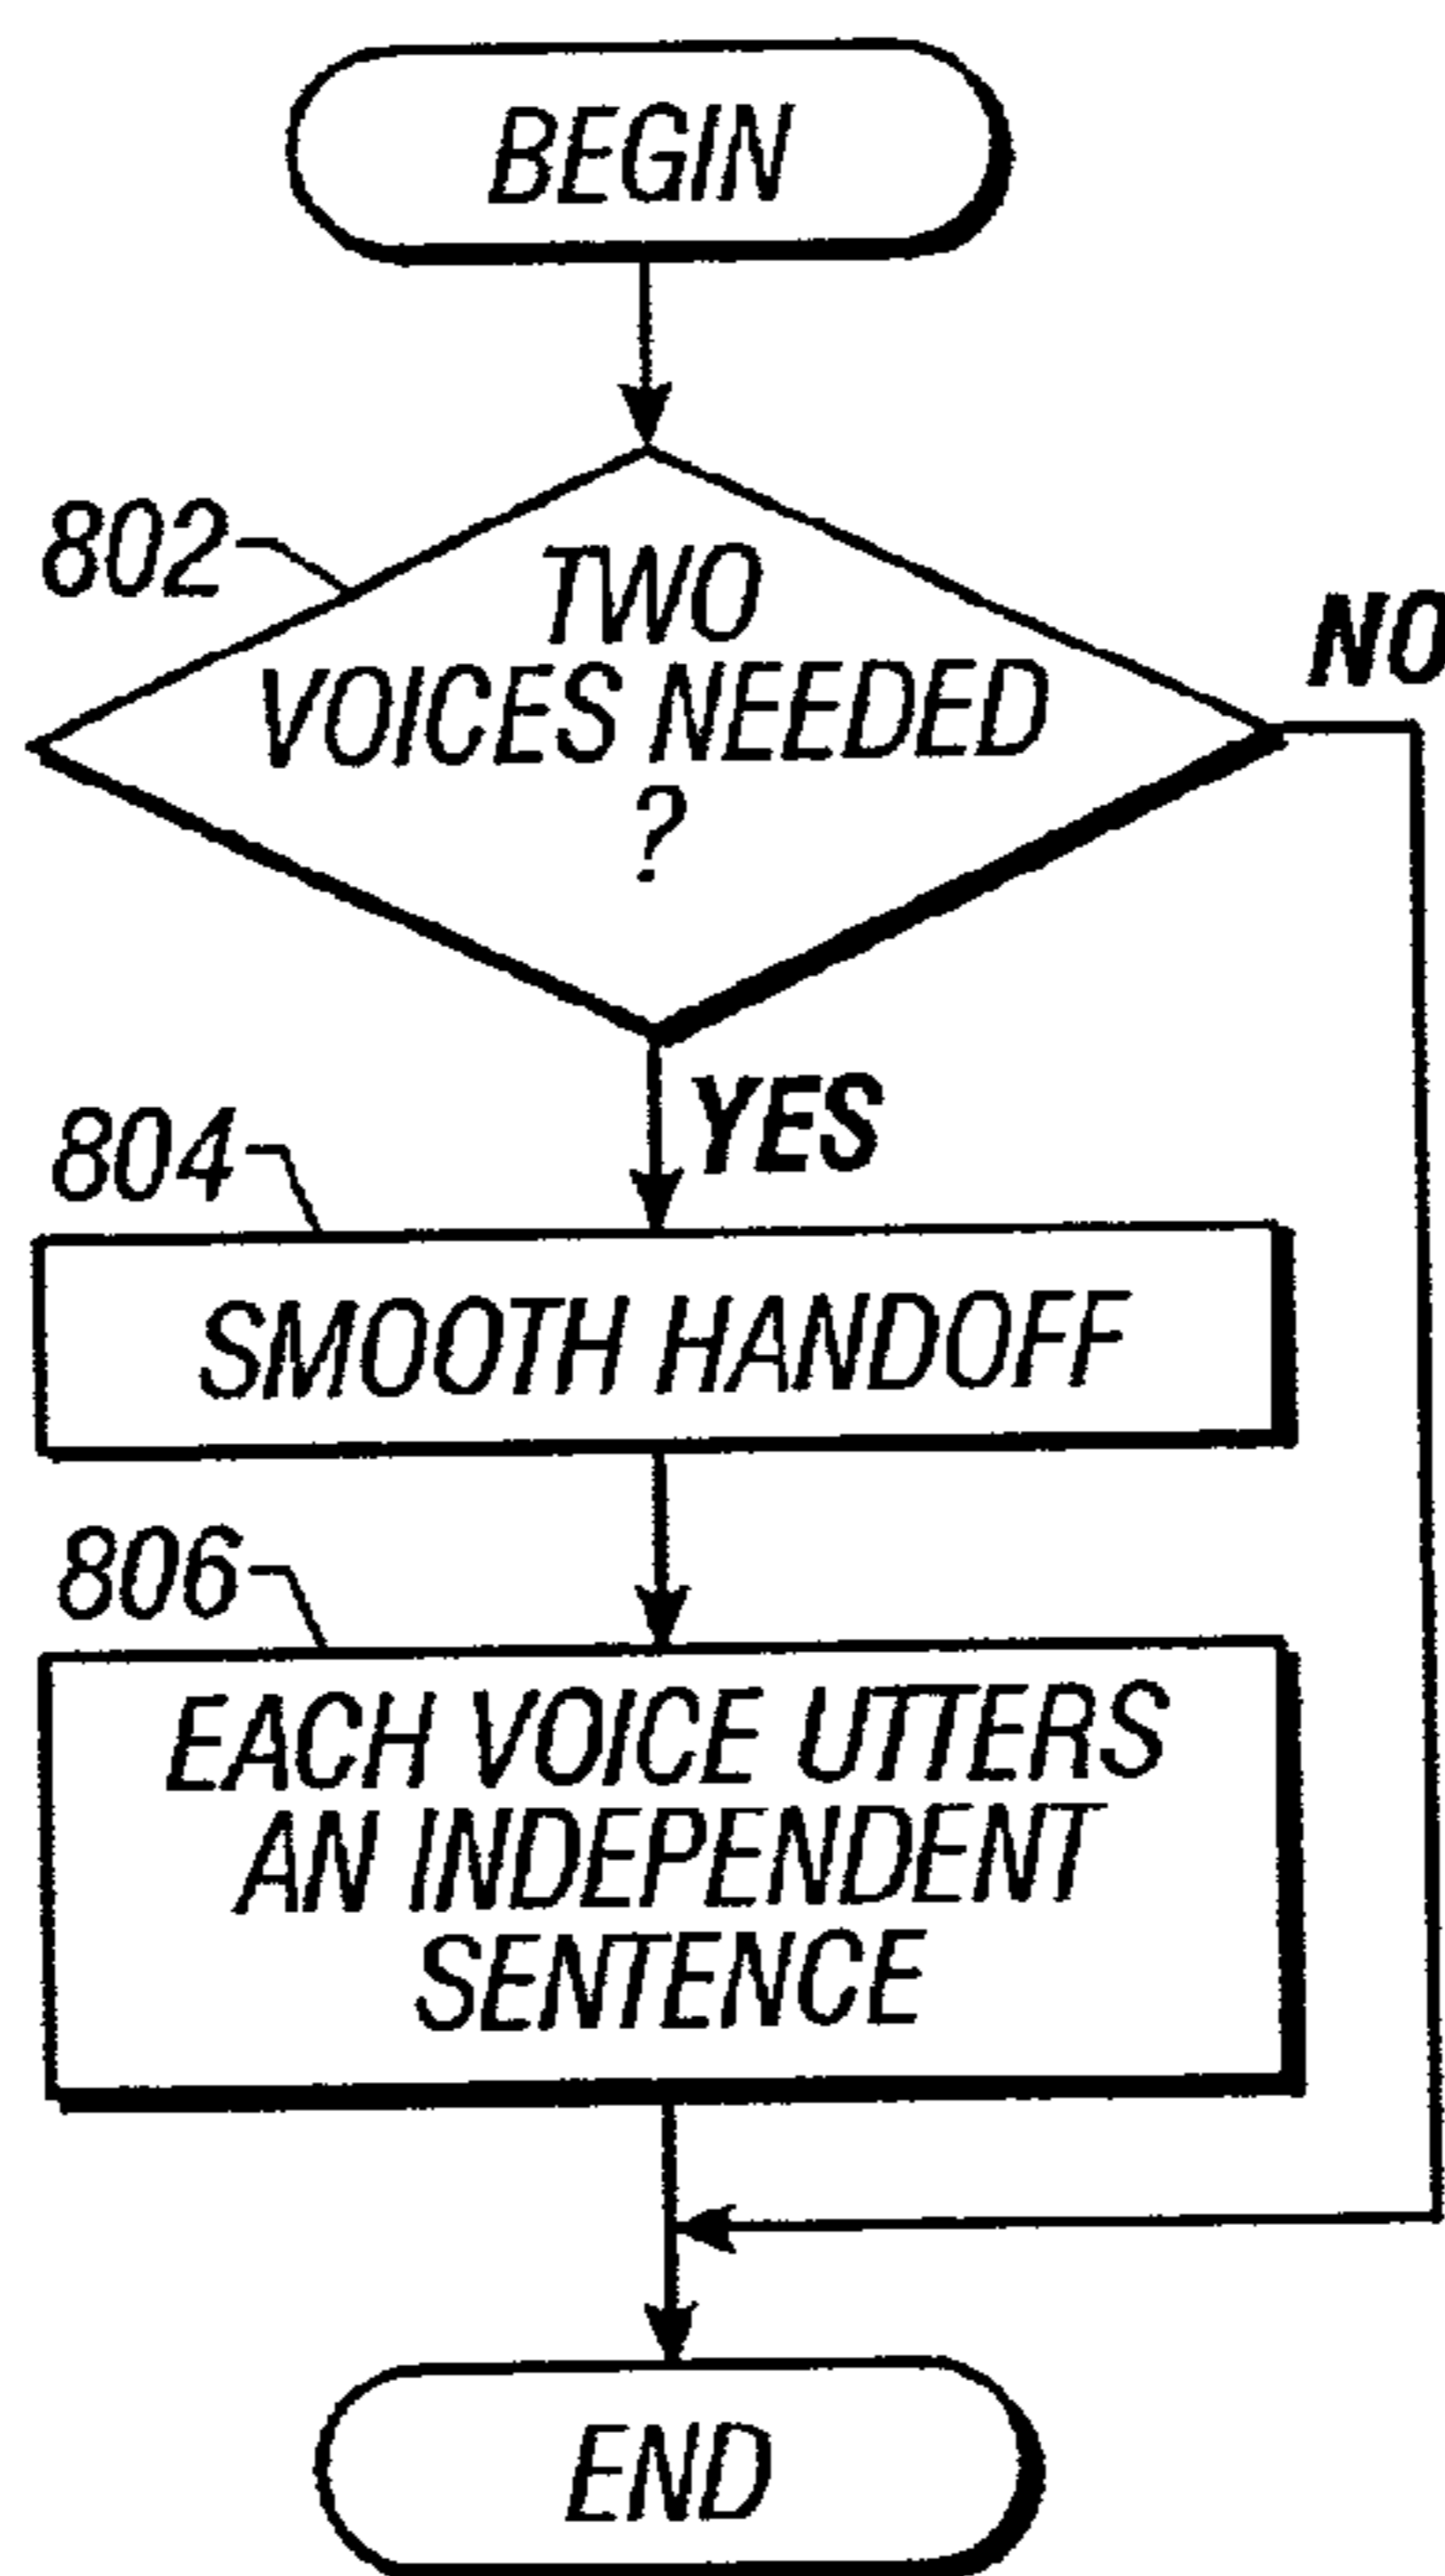 BEGIN
802
TWO
VOICES NEEDED
?
NO
YES
804
SMOOTH HANDOFF
806
EACH VOICE UTTERS
AN INDEPENDENT
SENTENCE
END